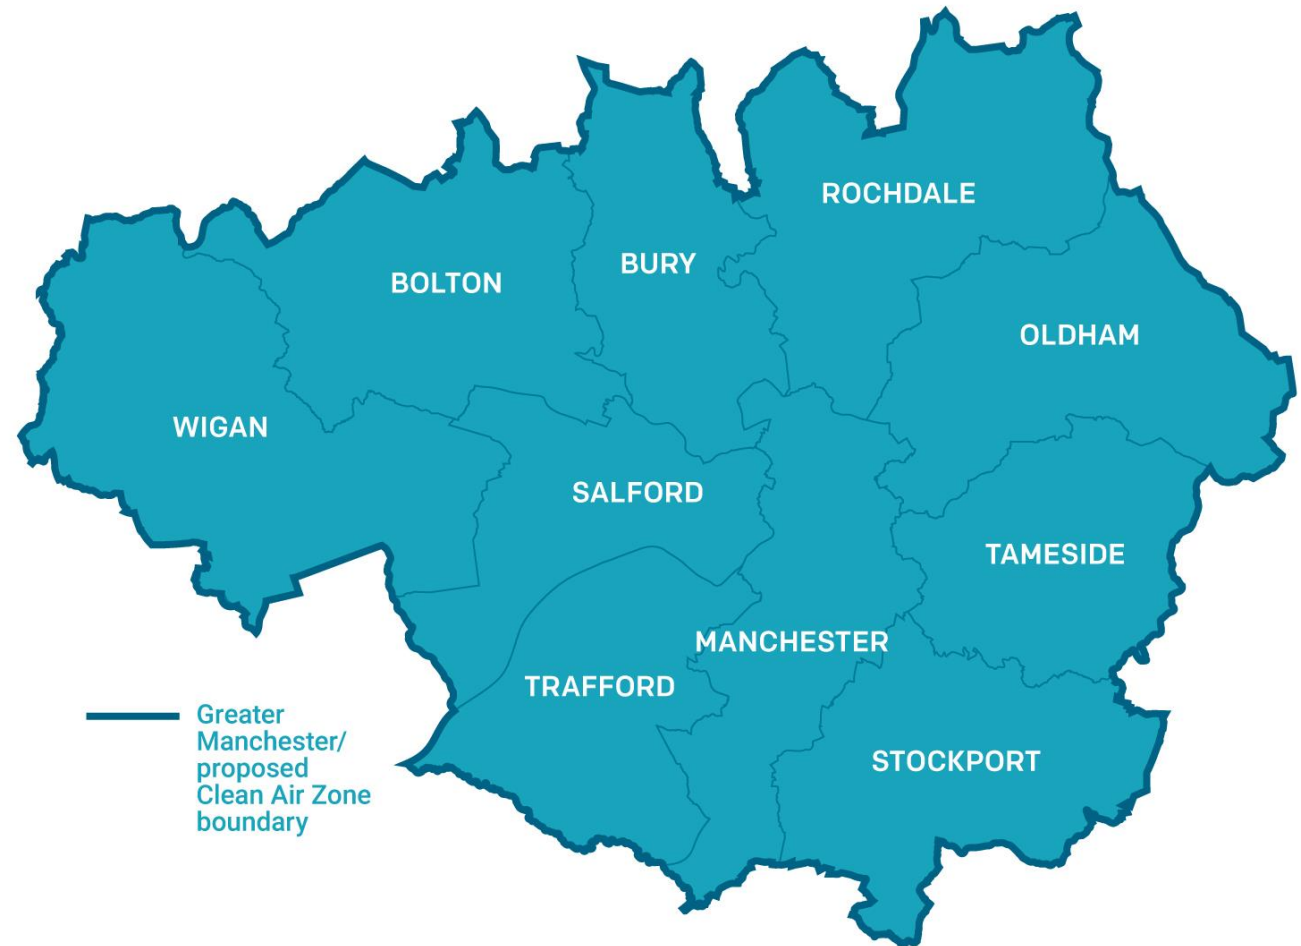 ROCHDALE
BURY
BOLTON
OLDHAM
WIGAN
SALFORD
TAMESIDE
MANCHESTER
TRAFFORD
STOCKPORT
Greater
Manchester/
proposed
Clean Air Zone
boundary